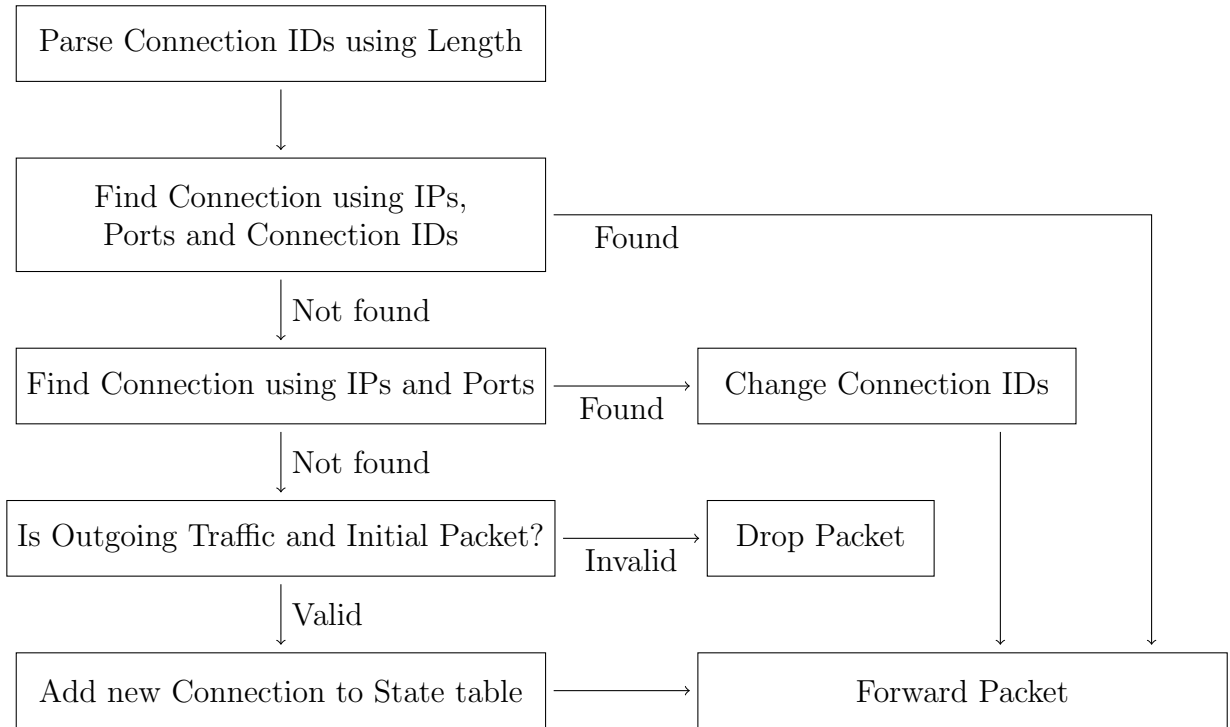 Parse Connection IDs using Length
Find Connection using IPs,
Ports and Connection IDs
Found
Not found
Find Connection using IPs and Ports
Found
Change Connection IDs
Not found
Is Outgoing Traffic and Initial Packet?
Invalid
Drop Packet
Valid
Add new Connection to State table
Forward Packet